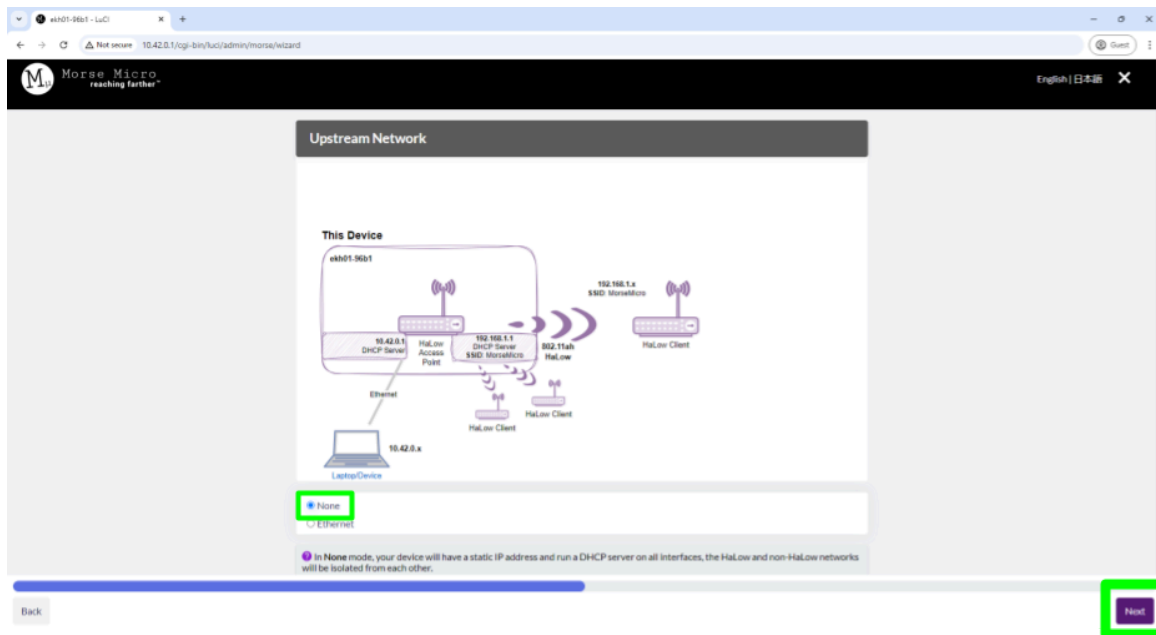 ekh01-96b1 - LuCI
Not secure 10.42.0.1/cgi-bin/luci/admin/morse/wizard
Guest
Morse Micro
reaching farther™
English | 日本語
Upstream Network
This Device
ekh01-96b1
192.168.1.x
SSID: MorseMicro
10.42.0.1
DHCP Server
HaLow
Access
Point
192.168.1.1
DHCP Server
SSID: MorseMicro
802.11ah
HaLow
HaLow Client
Ethernet
HaLow Client
HaLow Client
10.42.0.x
Laptop/Device
None
Ethernet
In None mode, your device will have a static IP address and run a DHCP server on all interfaces, the HaLow and non-HaLow networks
will be isolated from each other.
Back
Next